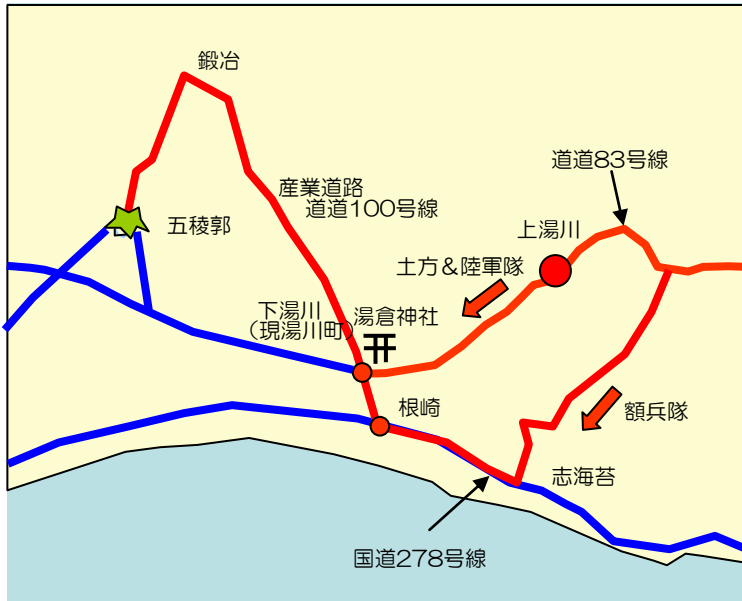 鍛冶
道道83号線
産業道路
道道100号線
五稜郭
上湯川
土方&陸軍隊
下湯川
(現湯川町)
湯倉神社
根崎
額兵隊
志海苔
国道278号線